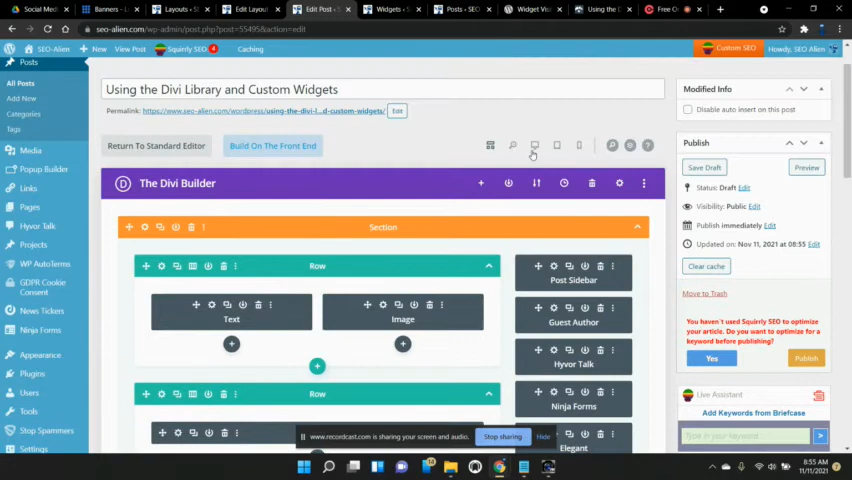 Social Med
Banners - L
Layouts ‹ S
Edit Layout
Edit Post ‹ S
Widgets ‹ S
Posts ‹ SEO
Word Visi
Using the D
Free O
seo-alien.com/wp-admin/post.php?post=55495&action=edit
SEO-Alien
New
View Post
Squirrly SEO
4
Caching
Custom SEO
Howdy, SEO Alien
Posts
All Posts
Add New
Categories
Tags
Media
Popup Builder
Links
Pages
Hyvor Talk
Projects
WP AutoTerms
GDPR Cookie
Consent
News Tickers
Ninja Forms
Appearance
Plugins
Users
Tools
Stop Spammers
Settings
Using the Divi Library and Custom Widgets
Permalink: https://www.seo-alien.com/wordpress/using-the-divi-l...d-custom-widgets/
Edit
Return To Standard Editor
Build On The Front End
D
The Divi Builder
Section
Row
Text
Image
Row
Post Sidebar
Guest Author
Hyvor Talk
Ninja Forms
Elegant
Modified Info
Disable auto insert on this post
Publish
Save Draft
Preview
Status: Draft Edit
Visibility: Public Edit
Publish immediately Edit
Updated on: Nov 11, 2021 at 08:55 Edit
Clear cache
Move to Trash
You haven't used Squirrly SEO to optimize
your article. Do you want to optimize for a
keyword before publishing?
Yes
Publish
Live Assistant
Add Keywords from Briefcase
Type in your keyword
>
www.recordcast.com is sharing your screen and audio.
Stop sharing
Hide
8:55 AM
11/11/2021